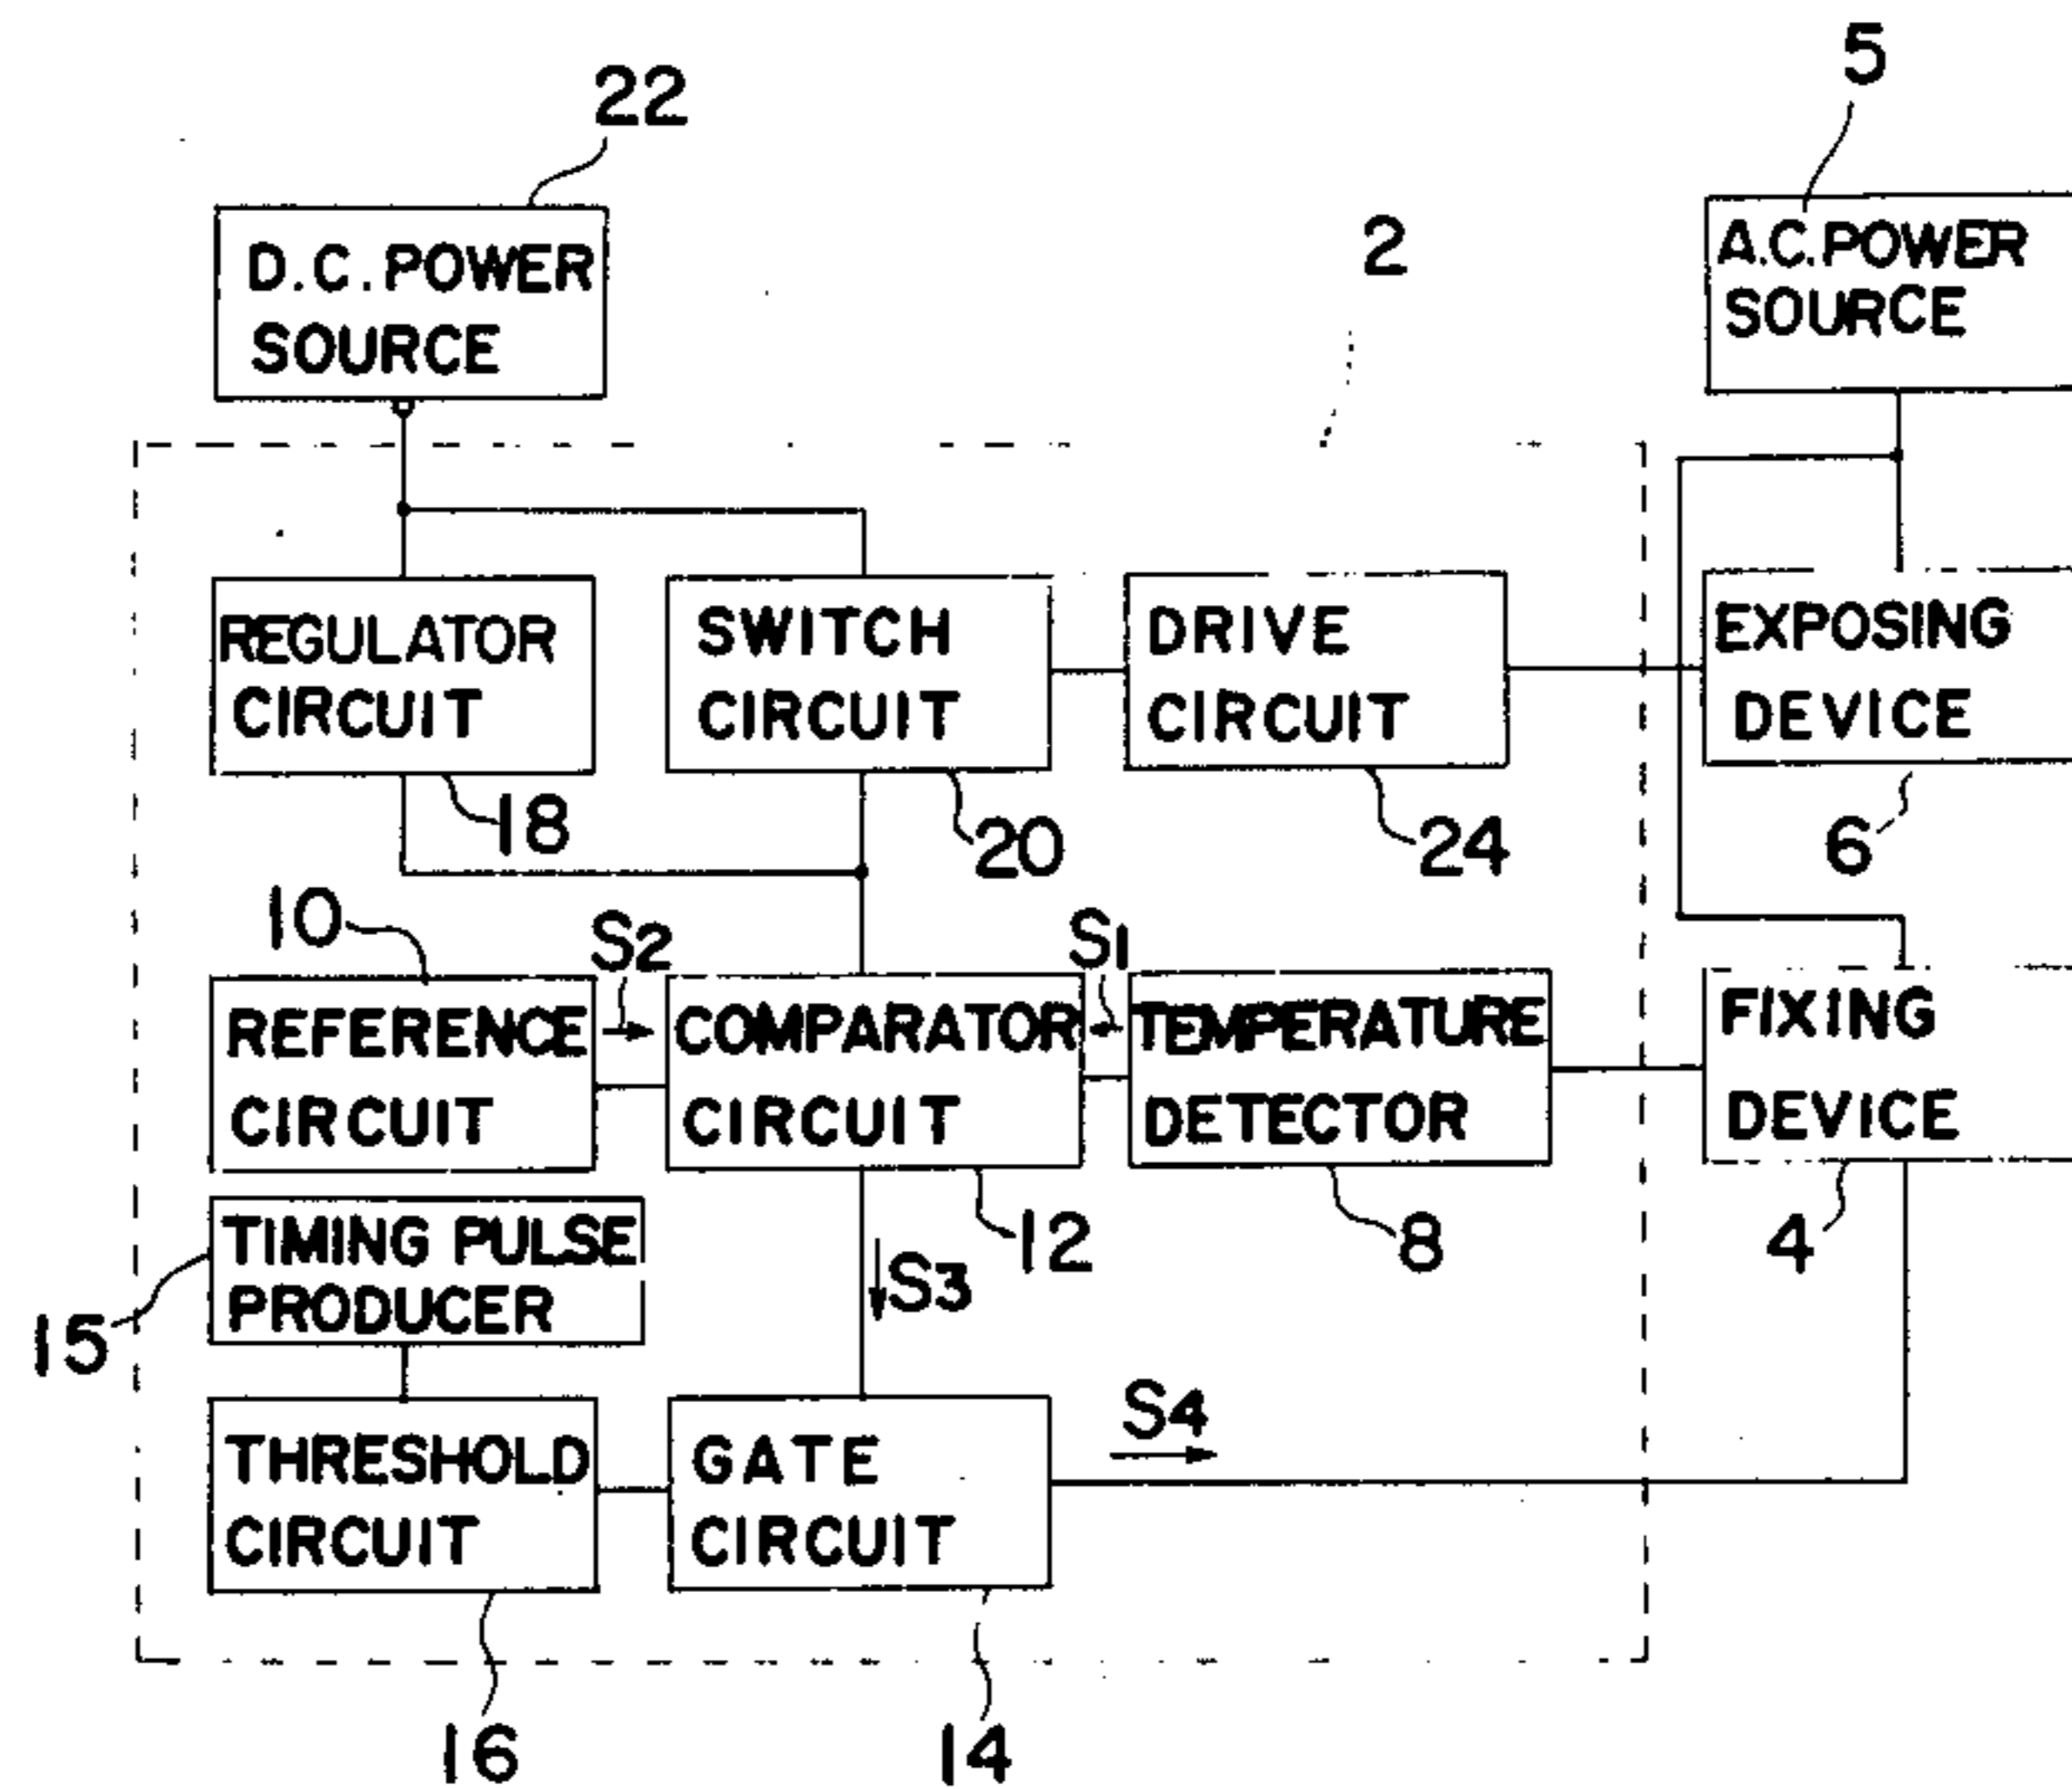 5
22
2
D.C. POWER
SOURCE
A.C. POWER
SOURCE
REGULATOR
CIRCUIT
SWITCH
CIRCUIT
DRIVE
CIRCUIT
EXPOSING
DEVICE
18
20
24
6
10
S2
S1
REFERENCE
CIRCUIT
COMPARATOR
CIRCUIT
TEMPERATURE
DETECTOR
FIXING
DEVICE
12
8
4
TIMING PULSE
PRODUCER
15
S3
S4
THRESHOLD
CIRCUIT
GATE
CIRCUIT
16
14